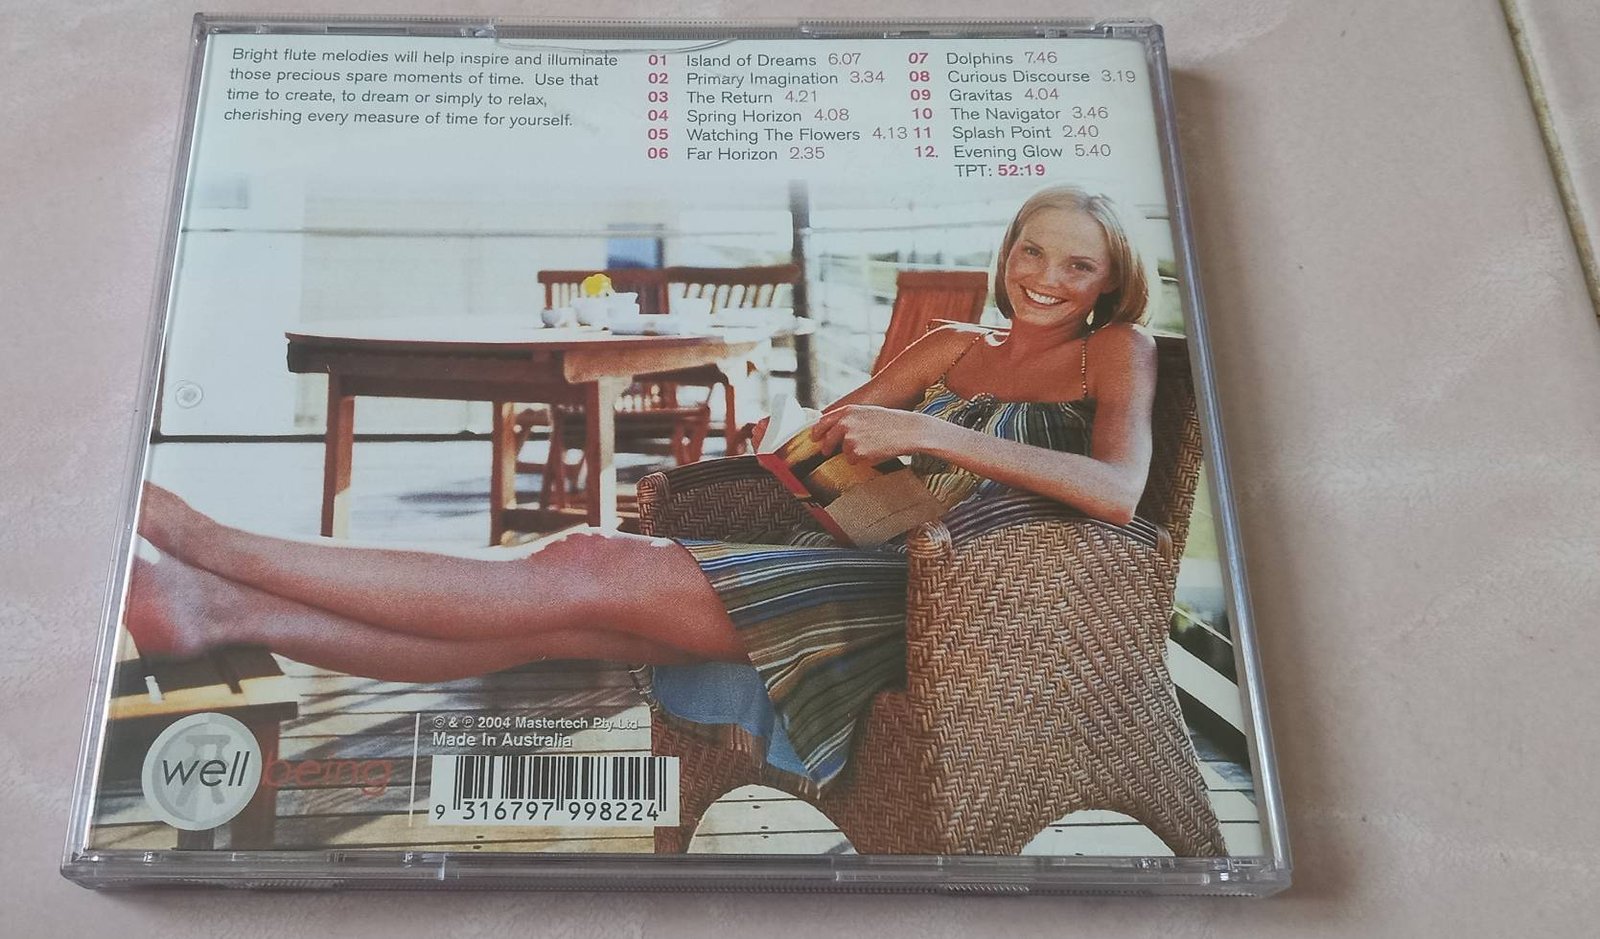 Bright flute melodies will help inspire and illuminate
those precious spare moments of time. Use that
time to create, to dream or simply to relax,
cherishing every measure of time for yourself.
01 Island of Dreams 6.07
02 Primary Imagination 3.34
03 The Return 4.21
04 Spring Horizon 4.08
05 Watching The Flowers 4.13
06 Far Horizon 2.35
07 Dolphins 7.46
08 Curious Discourse 3.19
09 Gravitas 4.04
10 The Navigator 3.46
11 Splash Point 2.40
12. Evening Glow 5.40
TPT: 52:19
wellbeing
© & ℗ 2004 Mastertech Pty Ltd
Made In Australia
9 316797 998224